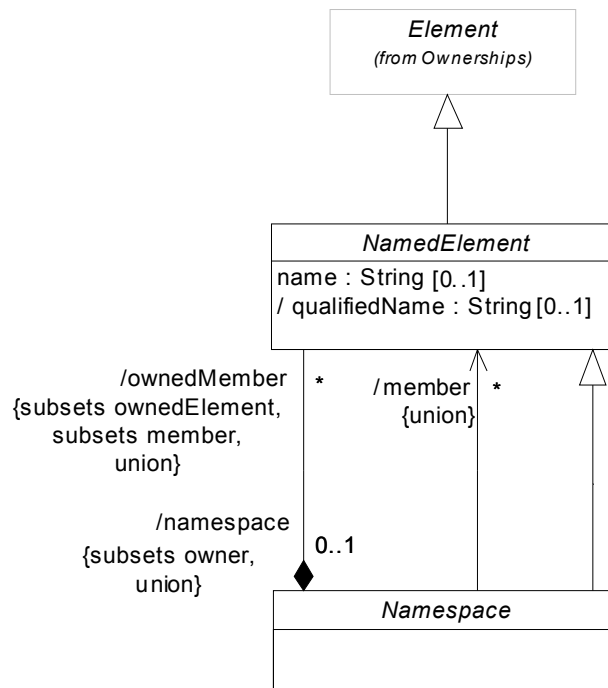 Element
(from Ownerships)
NamedElement
name : String [0..1]
/ qualifiedName : String [0..1]
/ownedMember
*
{subsets ownedElement,
subsets member,
union}
/member
*
{union}
/namespace
0..1
{subsets owner,
union}
Namespace